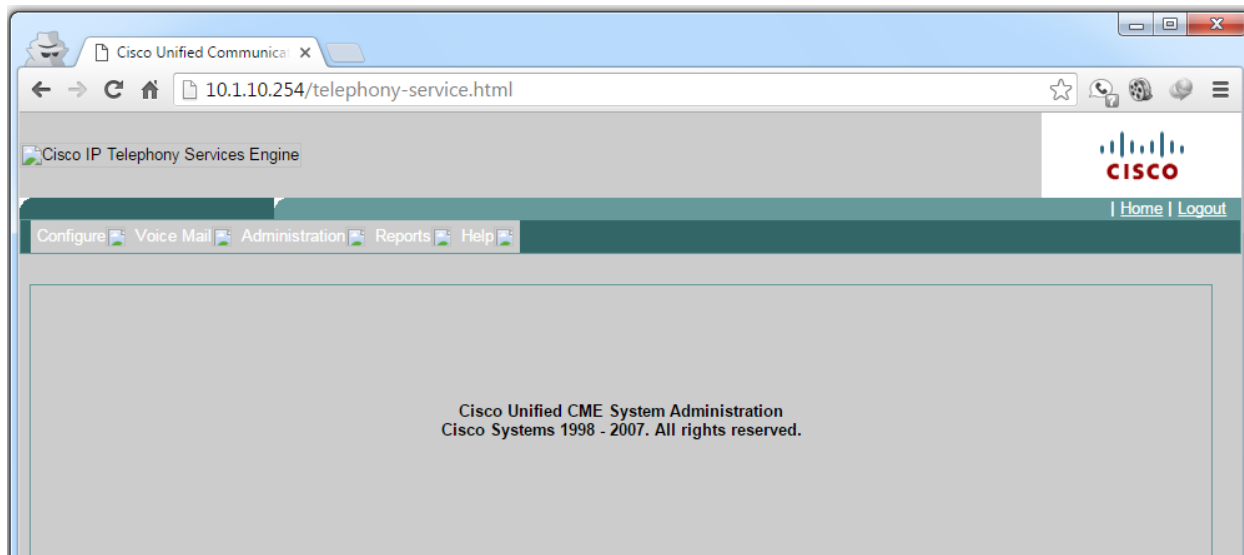 Cisco Unified Communica
10.1.10.254/telephony-service.html
Cisco IP Telephony Services Engine
CISCO
| Home | Logout
Configure Voice Mail Administration Reports Help
Cisco Unified CME System Administration
Cisco Systems 1998 - 2007. All rights reserved.